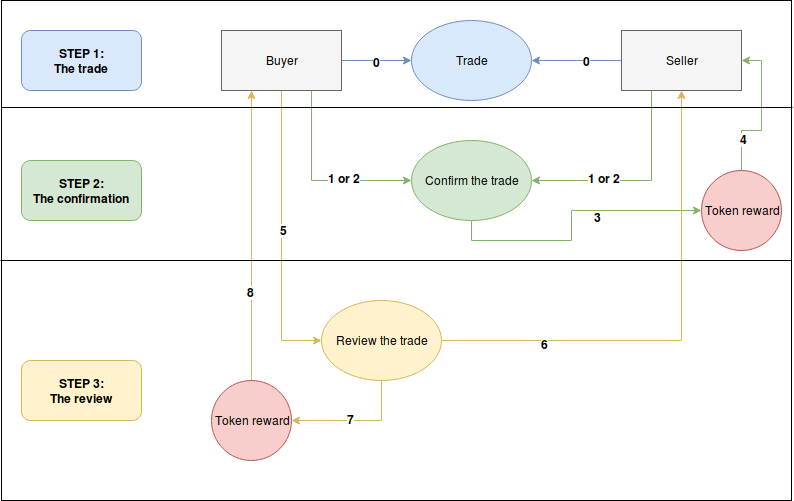 STEP 1:
The trade
Buyer
0
Trade
0
Seller
STEP 2:
The confirmation
1 or 2
Confirm the trade
1 or 2
4
Token reward
3
5
8
STEP 3:
The review
Review the trade
6
Token reward
7